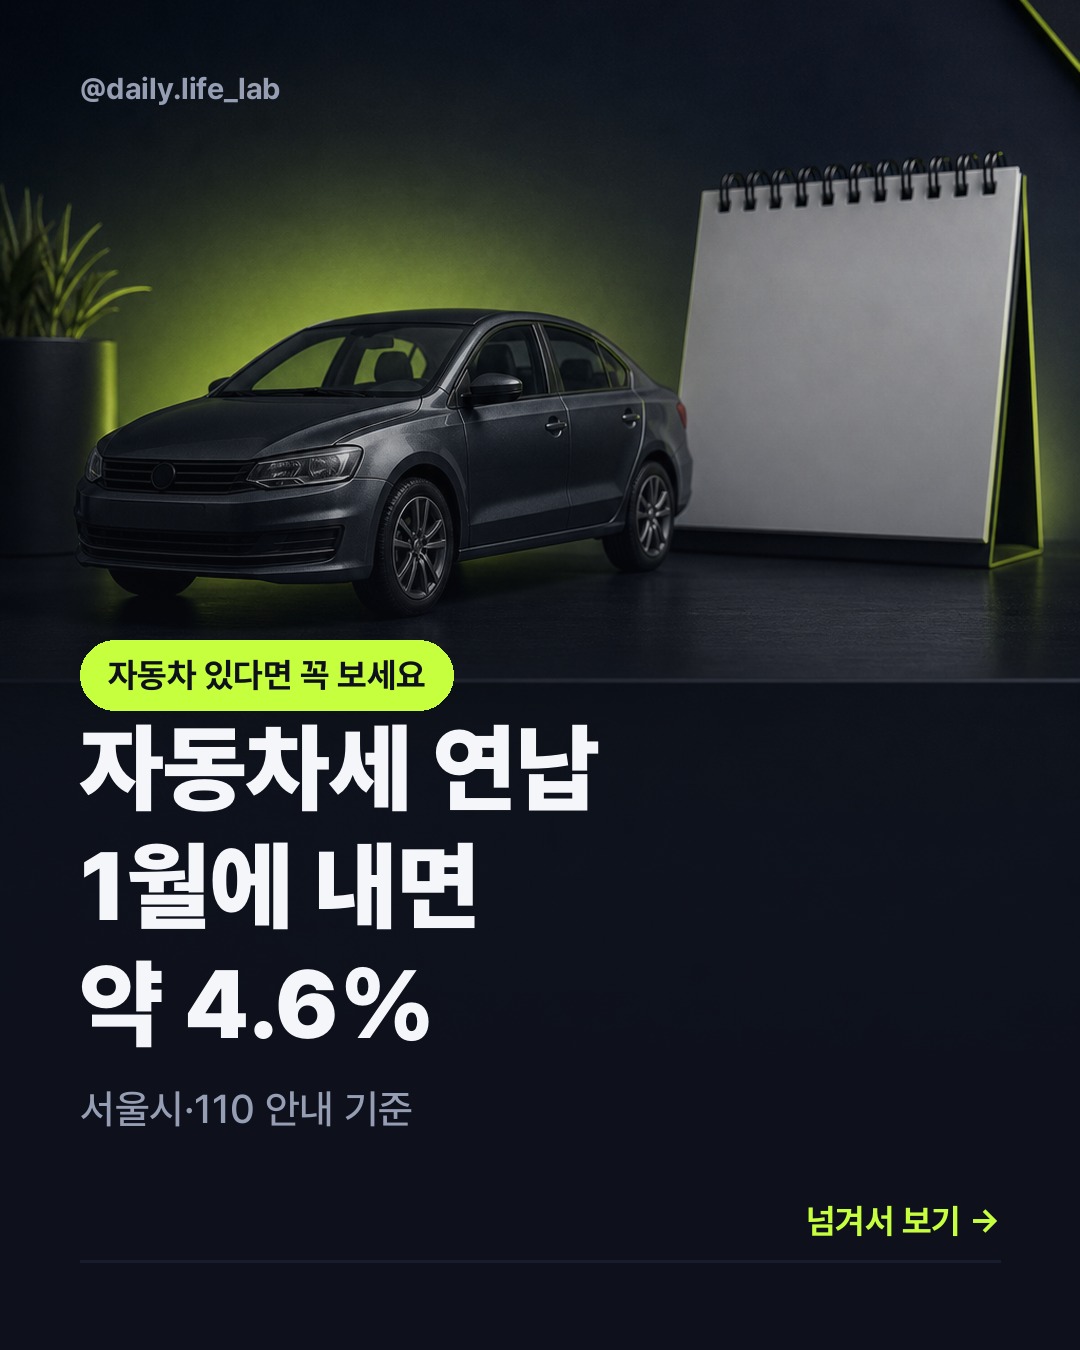 @daily.life_lab
자동차 있다면 꼭 보세요
자동차세 연납
1월에 내면
약 4.6%
서울시·110 안내 기준
넘겨서 보기 →